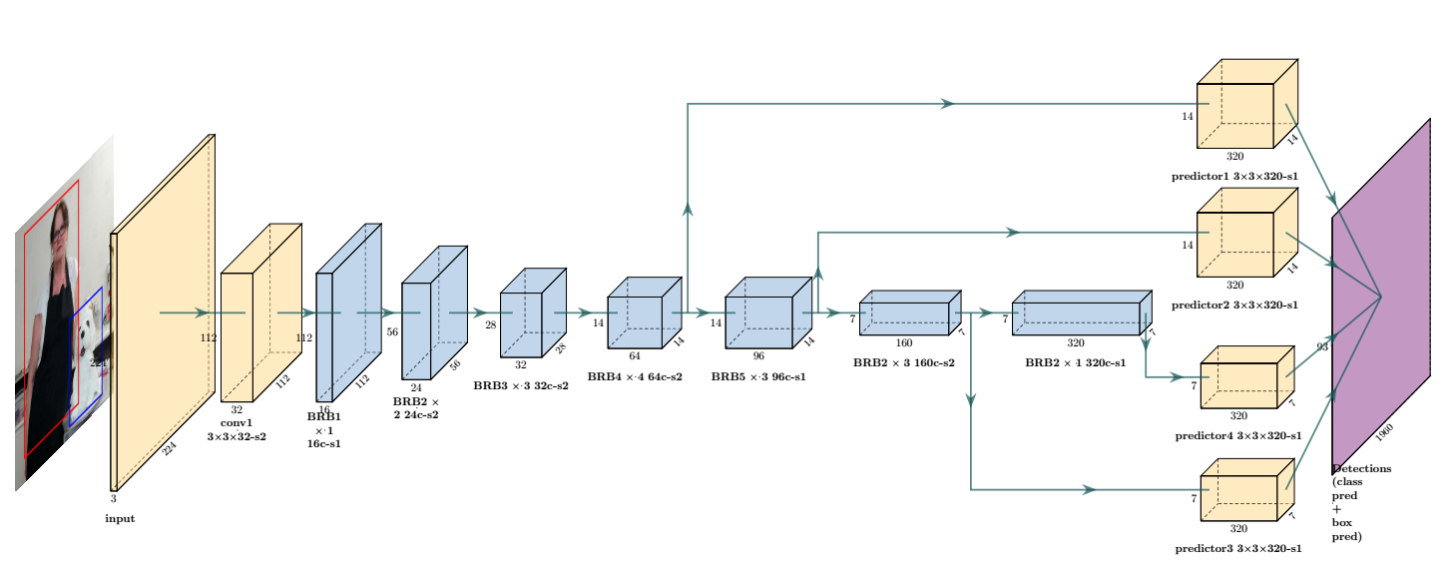 224
3
224
input
112
32
112
conv1
3×3×32-s2
112
16
112
BRB1
× 1
16c-s1
56
24
56
BRB2 ×
2 24c-s2
28
32
28
BRB3 × 3 32c-s2
14
64
14
BRB4 × 4 64c-s2
14
96
14
BRB5 × 3 96c-s1
7
160
7
BRB2 × 3 160c-s2
7
320
7
BRB2 × 1 320c-s1
14
320
14
predictor1 3×3×320-s1
14
320
14
predictor2 3×3×320-s1
7
320
7
predictor4 3×3×320-s1
7
320
7
predictor3 3×3×320-s1
93
1960
Detections
(class
pred
+
box
pred)